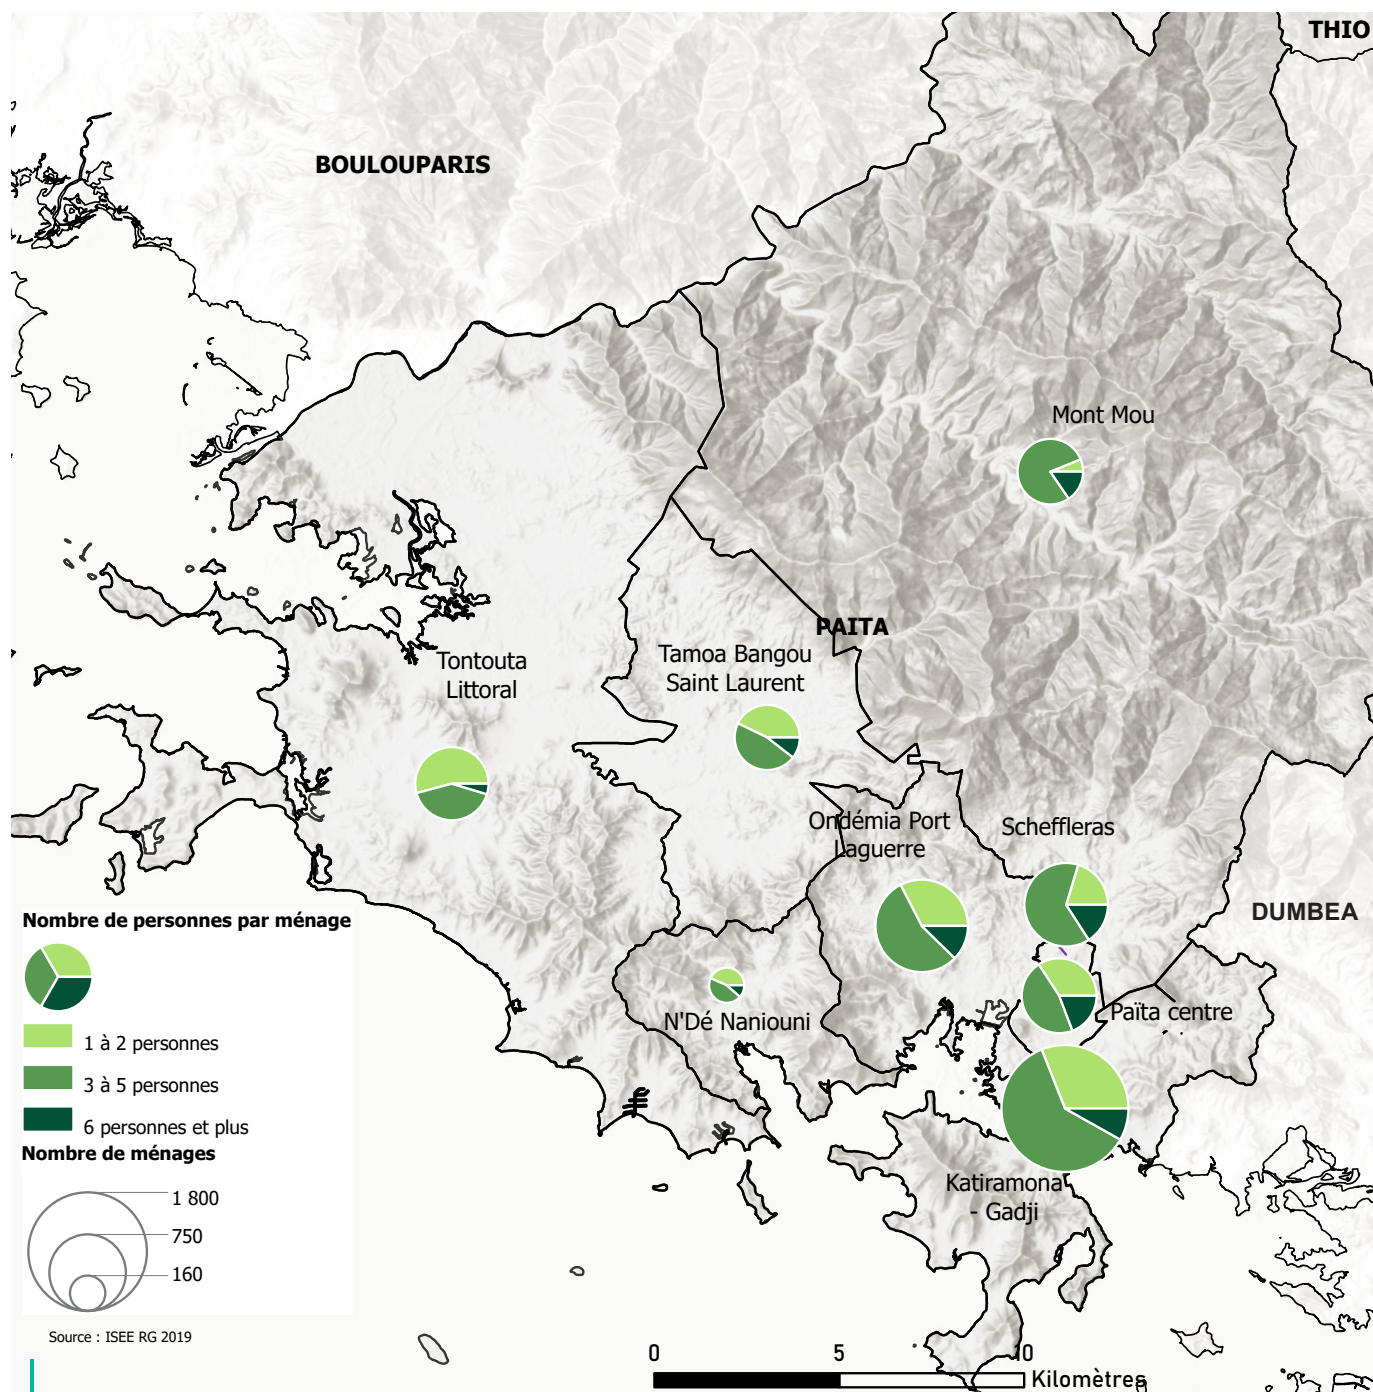 THIO
BOULOUPARIS
Mont Mou
PAITA
Tontouta
Littoral
Tamoa Bangou
Saint Laurent
Ondémia Port
Laguerre
Scheffleras
DUMBEA
Païta centre
N'Dé Naniouni
Katiramona
- Gadji
Nombre de personnes par ménage
1 à 2 personnes
3 à 5 personnes
6 personnes et plus
Nombre de ménages
1 800
750
160
Source : ISEE RG 2019
0 5 10
Kilomètres